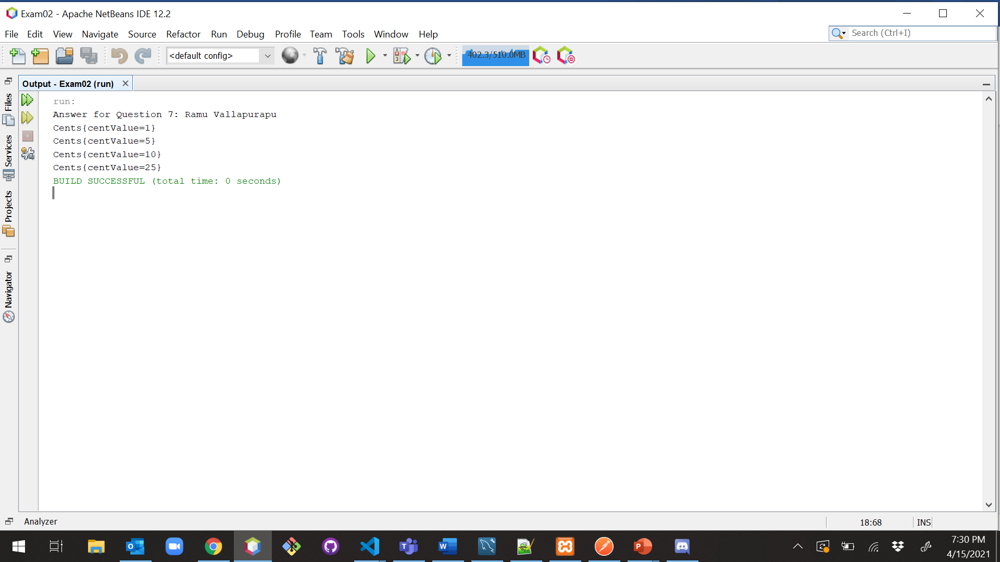 Exam02 - Apache NetBeans IDE 12.2
File Edit View Navigate Source Refactor Run Debug Profile Team Tools Window Help
Search (Ctrl+I)
<default config>
402.3/510.0MB
Output - Exam02 (run)
Files
Services
Projects
Navigator
run:
Answer for Question 7: Ramu Vallapurapu
Cents{centValue=1}
Cents{centValue=5}
Cents{centValue=10}
Cents{centValue=25}
BUILD SUCCESSFUL (total time: 0 seconds)
Analyzer
18:68
INS
7:30 PM
4/15/2021